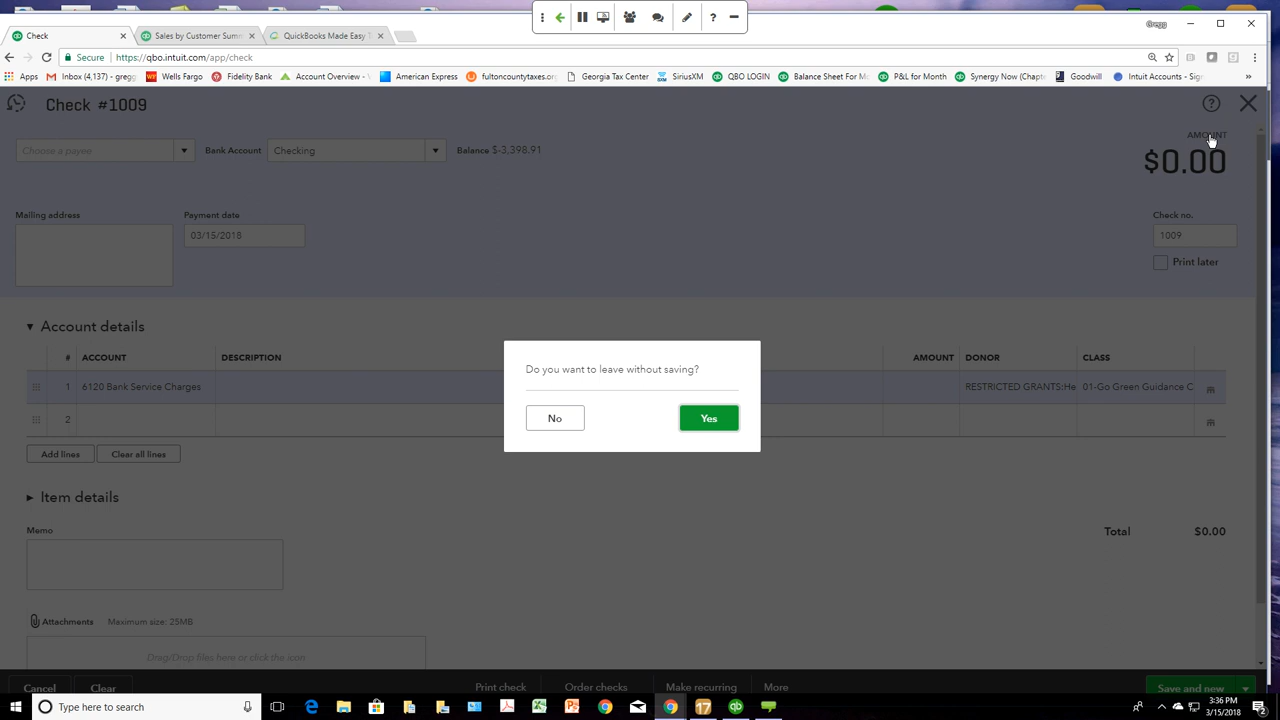 Gregg
Check
Sales by Customer Summ
QuickBooks Made Easy T
Secure
https://qbo.intuit.com/app/check
Apps
Inbox (4,137) - gregg
Wells Fargo
Fidelity Bank
Account Overview -
American Express
fultoncountytaxes.org
Georgia Tax Center
SiriusXM
QBO LOGIN
Balance Sheet For Mo
P&L for Month
Synergy Now (Chapt
Goodwill
Intuit Accounts - Sign
»
Check #1009
AMOUNT
$0.00
Choose a payee
Bank Account
Checking
Balance $-3,398.91
Mailing address
Payment date
03/15/2018
Check no.
1009
Print later
Account details
# ACCOUNT DESCRIPTION AMOUNT DONOR CLASS
1 6120 Bank Service Charges RESTRICTED GRANTS:He 01-Go Green Guidance C
2
Do you want to leave without saving?
No
Yes
Add lines
Clear all lines
Item details
Memo
Total $0.00
Attachments Maximum size: 25MB
Drag/Drop files here or click the icon
Cancel
Clear
Print check
Order checks
Make recurring
More
Save and new
Type here to search
17
3:36 PM
3/15/2018
2